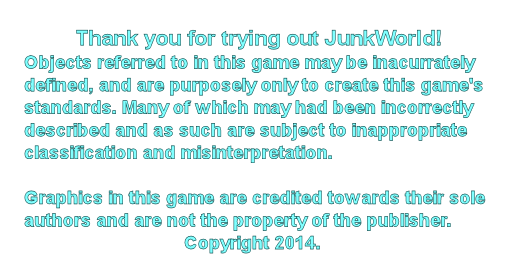 Thank you for trying out JunkWorld!
Objects referred to in this game may be inacurrately
defined, and are purposely only to create this game's
standards. Many of which may had been incorrectly
described and as such are subject to inappropriate
classification and misinterpretation.
Graphics in this game are credited towards their sole
authors and are not the property of the publisher.
Copyright 2014.